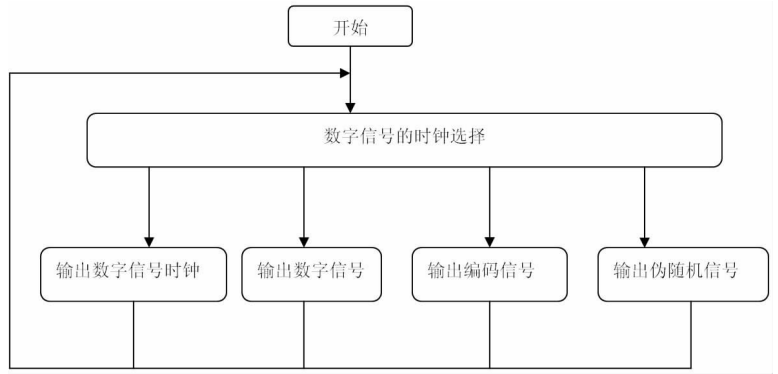 开始
数字信号的时钟选择
输出数字信号时钟
输出数字信号
输出编码信号
输出伪随机信号